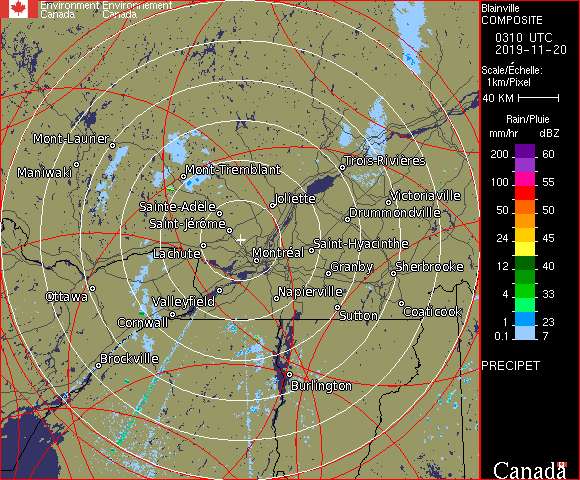 Environment Environnement
Canada Canada
Blainville
COMPOSITE
0310 UTC
2019-11-20
Scale/Échelle:
1km/Pixel
40 KM
Rain/Pluie
mm/hr dBZ
200 60
150 57
100 55
50 50
24 45
12 40
4 33
1 23
0.1 7
PRECIPET
Canada
Mont-Laurier
Maniwaki
Mont-Tremblant
Trois-Rivières
Joliette
Victoriaville
Sainte-Adèle
Drummondville
Saint-Jérôme
Lachute
Montréal
Saint-Hyacinthe
Granby
Sherbrooke
Ottawa
Valleyfield
Napierville
Cornwall
Sutton
Coaticook
Brockville
Burlington